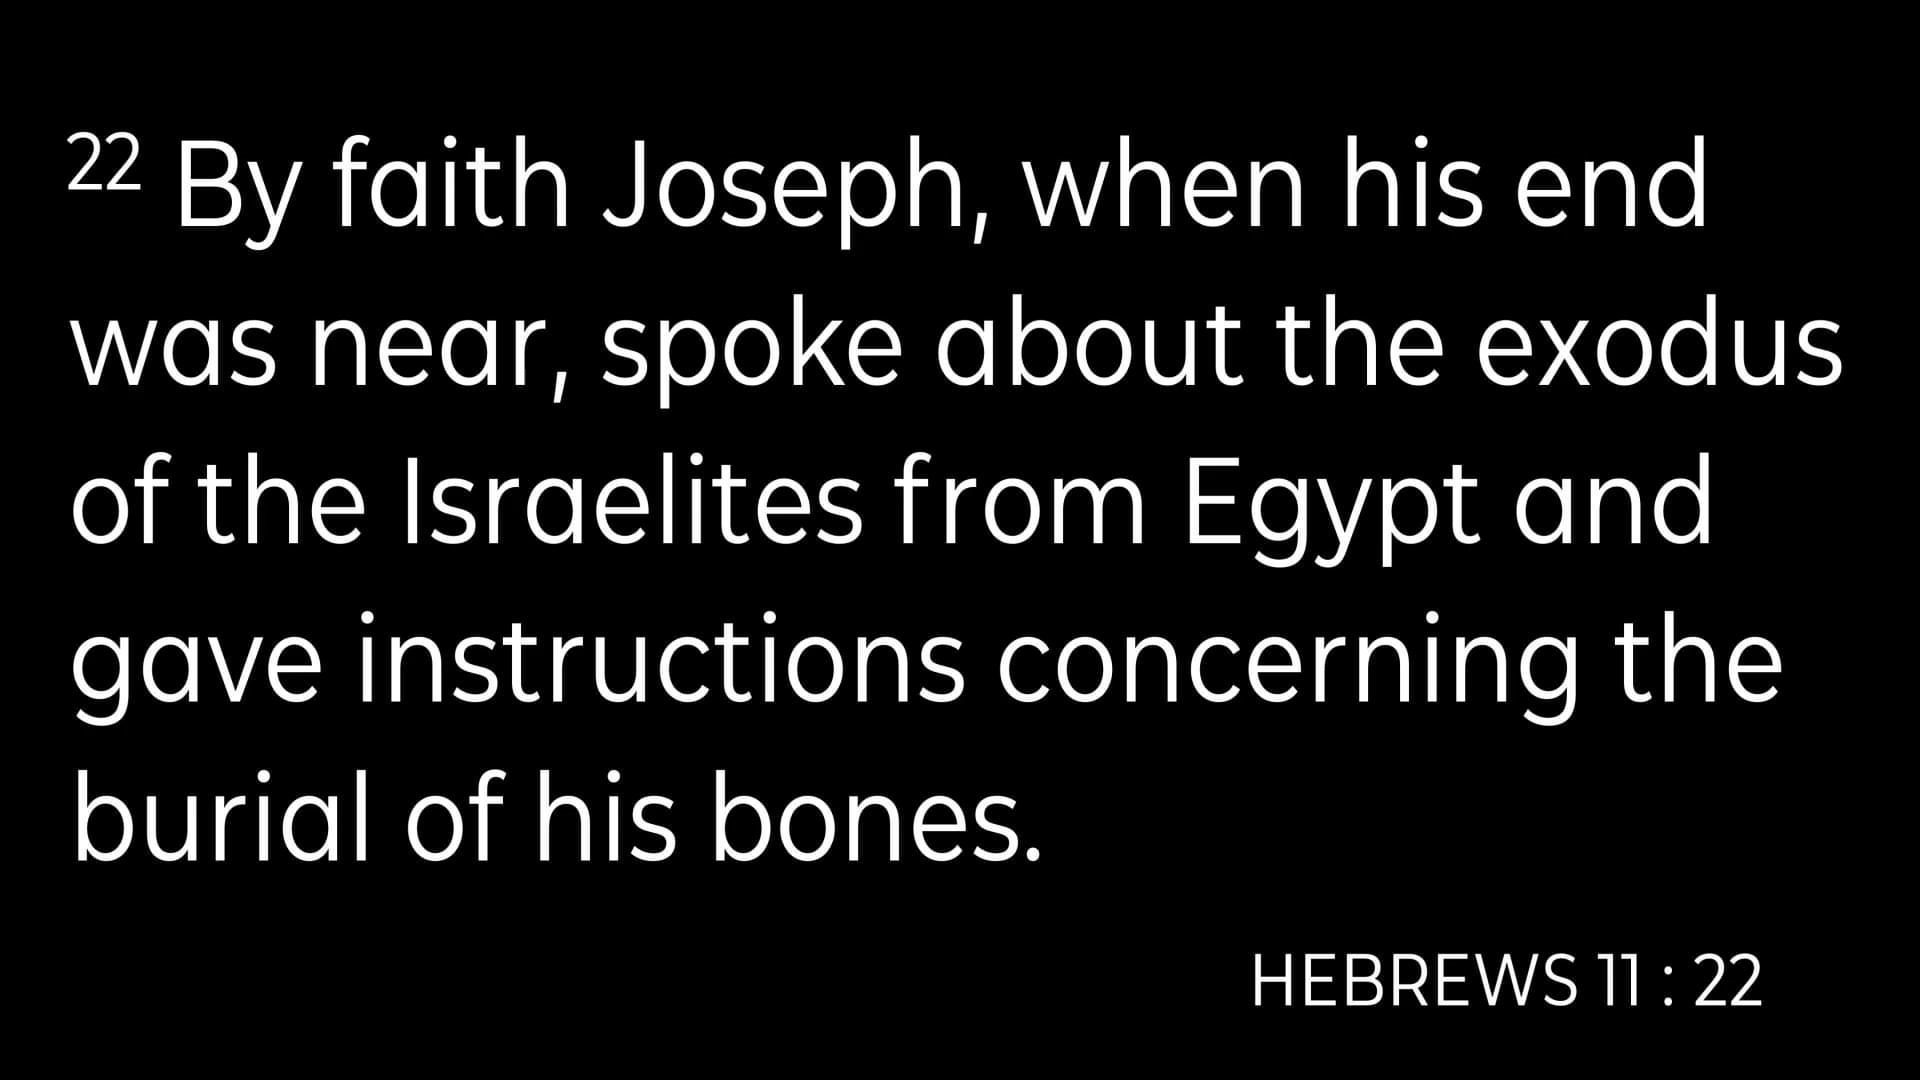 22 By faith Joseph, when his end
was near, spoke about the exodus
of the Israelites from Egypt and
gave instructions concerning the
burial of his bones.
HEBREWS 11 : 22